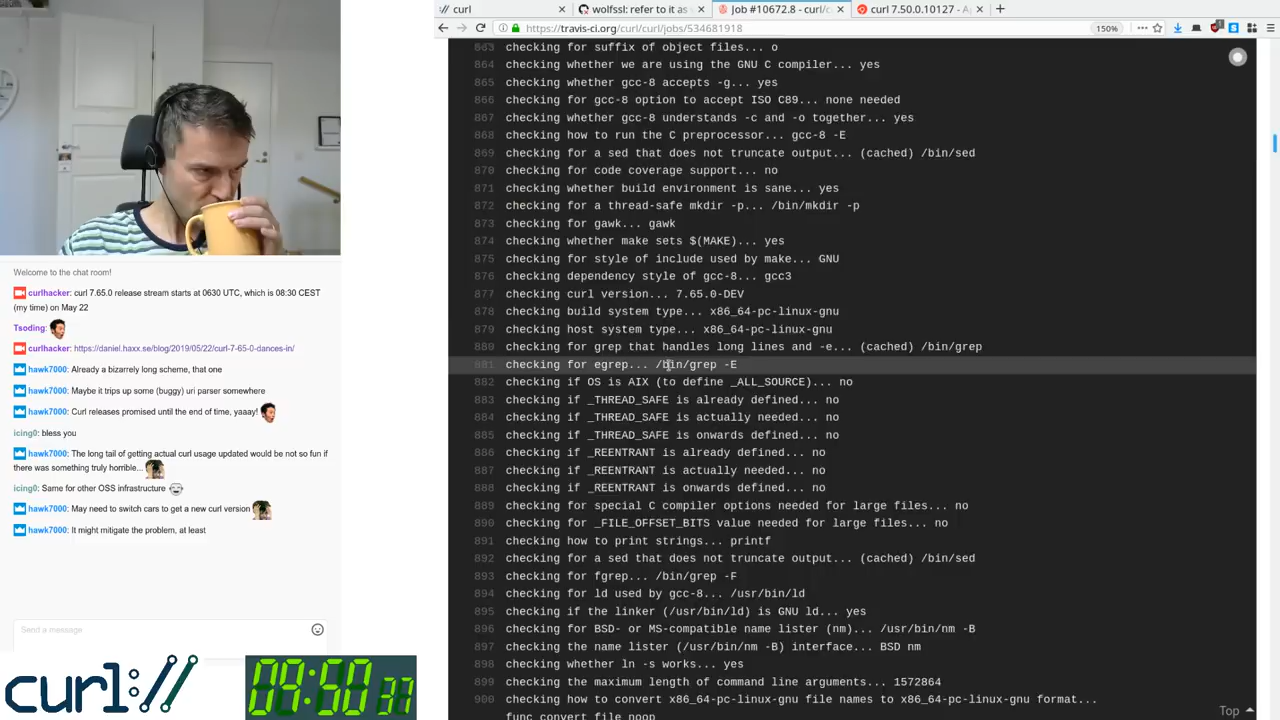 Welcome to the chat room!
curlhacker: curl 7.65.0 release stream starts at 0630 UTC, which is 08:30 CEST
(my time) on May 22
Tsoding:
curlhacker: https://daniel.haxx.se/blog/2019/05/22/curl-7-65-0-dances-in/
hawk7000: Already a bizarrely long scheme, that one
hawk7000: Maybe it trips up some (buggy) uri parser somewhere
hawk7000: Curl releases promised until the end of time, yaaay!
icing0: bless you
hawk7000: The long tail of getting actual curl usage updated would be not so fun if
there was something truly horrible...
icing0: Same for other OSS infrastructure
hawk7000: May need to switch cars to get a new curl version
hawk7000: It might mitigate the problem, at least
Send a message
curl://
09:50 37
curl
wolfssl: refer to it as
Job #10672.8 - curl/c
curl 7.50.0.10127 - A
https://travis-ci.org/curl/curl/jobs/534681918
150%
863 checking for suffix of object files... o
864 checking whether we are using the GNU C compiler... yes
865 checking whether gcc-8 accepts -g... yes
866 checking for gcc-8 option to accept ISO C89... none needed
867 checking whether gcc-8 understands -c and -o together... yes
868 checking how to run the C preprocessor... gcc-8 -E
869 checking for a sed that does not truncate output... (cached) /bin/sed
870 checking for code coverage support... no
871 checking whether build environment is sane... yes
872 checking for a thread-safe mkdir -p... /bin/mkdir -p
873 checking for gawk... gawk
874 checking whether make sets $(MAKE)... yes
875 checking for style of include used by make... GNU
876 checking dependency style of gcc-8... gcc3
877 checking curl version... 7.65.0-DEV
878 checking build system type... x86_64-pc-linux-gnu
879 checking host system type... x86_64-pc-linux-gnu
880 checking for grep that handles long lines and -e... (cached) /bin/grep
881 checking for egrep... /bin/grep -E
882 checking if OS is AIX (to define _ALL_SOURCE)... no
883 checking if _THREAD_SAFE is already defined... no
884 checking if _THREAD_SAFE is actually needed... no
885 checking if _THREAD_SAFE is onwards defined... no
886 checking if _REENTRANT is already defined... no
887 checking if _REENTRANT is actually needed... no
888 checking if _REENTRANT is onwards defined... no
889 checking for special C compiler options needed for large files... no
890 checking for _FILE_OFFSET_BITS value needed for large files... no
891 checking how to print strings... printf
892 checking for a sed that does not truncate output... (cached) /bin/sed
893 checking for fgrep... /bin/grep -F
894 checking for ld used by gcc-8... /usr/bin/ld
895 checking if the linker (/usr/bin/ld) is GNU ld... yes
896 checking for BSD- or MS-compatible name lister (nm)... /usr/bin/nm -B
897 checking the name lister (/usr/bin/nm -B) interface... BSD nm
898 checking whether ln -s works... yes
899 checking the maximum length of command line arguments... 1572864
900 checking how to convert x86_64-pc-linux-gnu file names to x86_64-pc-linux-gnu format...
func_convert_file_noop
Top